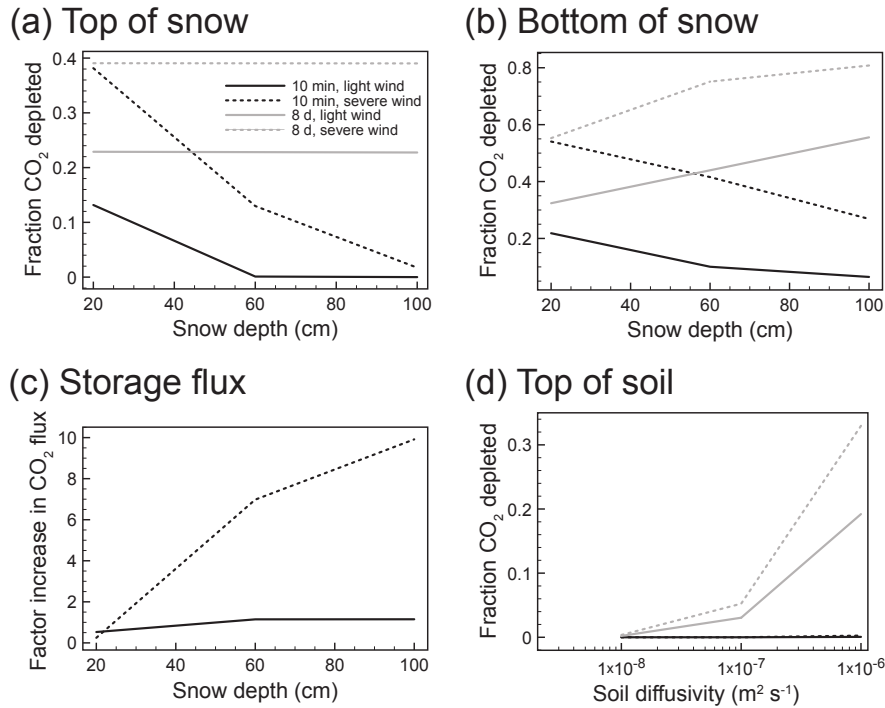 (a) Top of snow
Fraction CO₂ depleted
0.4
0.3
0.2
0.1
0
10 min, light wind
10 min, severe wind
8 d, light wind
8 d, severe wind
20 40 60 80 100
Snow depth (cm)
(b) Bottom of snow
Fraction CO₂ depleted
0.8
0.6
0.4
0.2
20 40 60 80 100
Snow depth (cm)
(c) Storage flux
Factor increase in CO₂ flux
10
8
6
4
2
0
20 40 60 80 100
Snow depth (cm)
(d) Top of soil
Fraction CO₂ depleted
0.3
0.2
0.1
0
1×10⁻⁸ 1×10⁻⁷ 1×10⁻⁶
Soil diffusivity (m² s⁻¹)